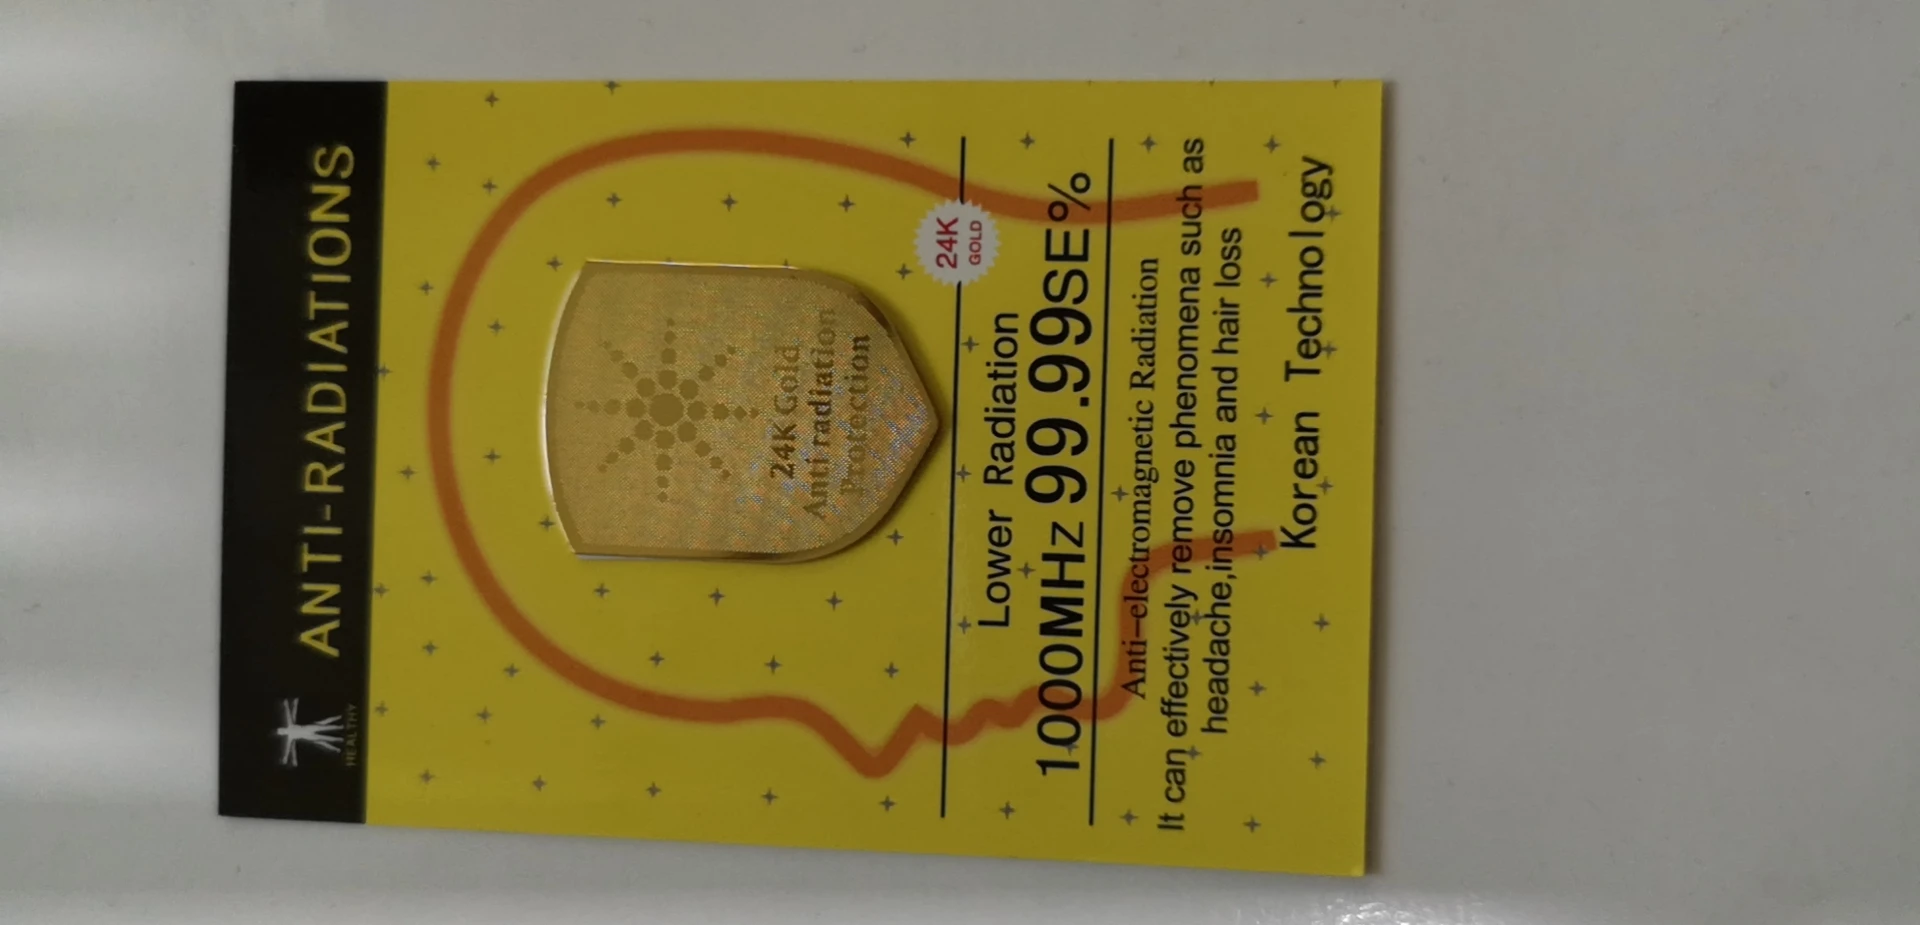 HEALTHY
ANTI-RADIATIONS
24K Gold
Anti radiation
Protection
24K
GOLD
Lower Radiation
1000MHz 99.99SE%
Anti-electromagnetic Radiation
It can effectively remove phenomena such as
headache,insomnia and hair loss
Korean Technology